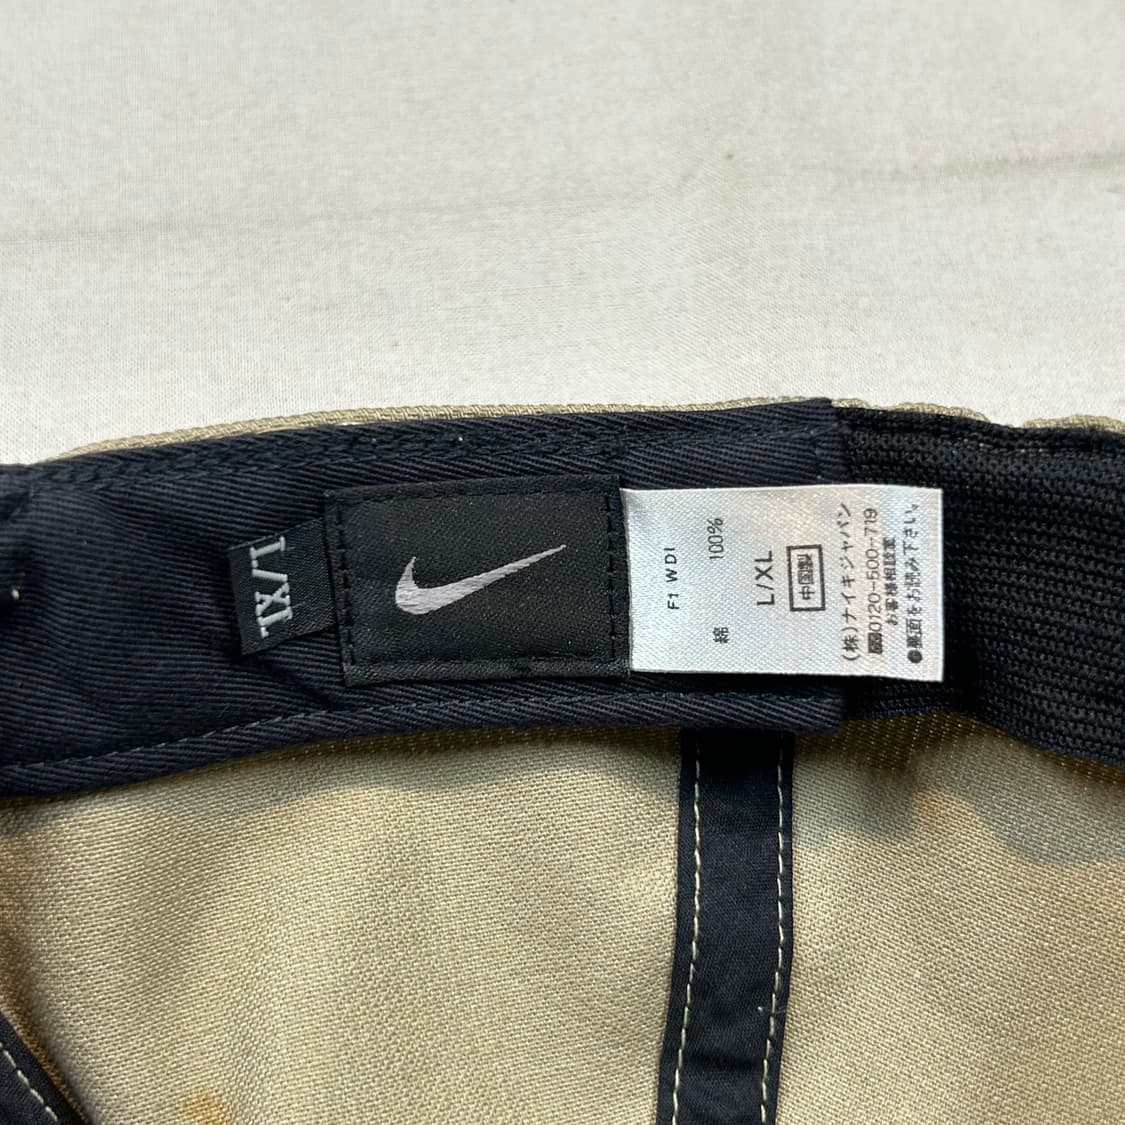 L/XL
F1 WDI
綿 100%
L/XL
中国製
(株)ナイキジャパン
0120-500-719
お客様相談室
●裏面をお読み下さい。